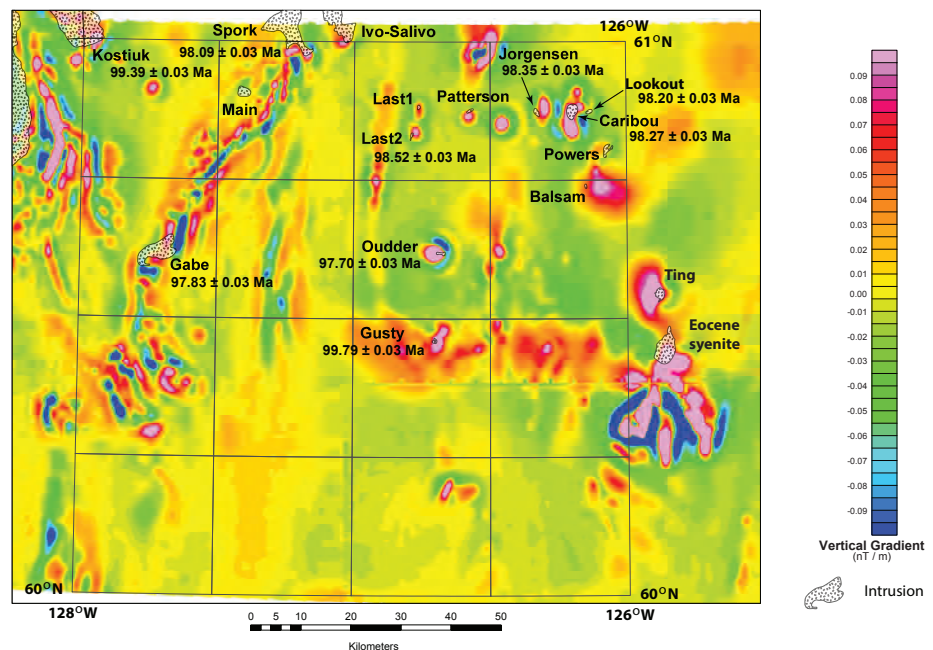 126°W
61°N
Spork
98.09 ± 0.03 Ma
Ivo-Salivo
Kostiuk
99.39 ± 0.03 Ma
Jorgensen
98.35 ± 0.03 Ma
Lookout
98.20 ± 0.03 Ma
Main
Last1
Patterson
Caribou
98.27 ± 0.03 Ma
Last2
98.52 ± 0.03 Ma
Powers
Balsam
Gabe
97.83 ± 0.03 Ma
Oudder
97.70 ± 0.03 Ma
Ting
Gusty
99.79 ± 0.03 Ma
Eocene
syenite
60°N
128°W
60°N
126°W
0 5 10 20 30 40 50
Kilometers
0.09
0.08
0.07
0.06
0.05
0.04
0.03
0.02
0.01
0.00
-0.01
-0.02
-0.03
-0.04
-0.05
-0.06
-0.07
-0.08
-0.09
Vertical Gradient
(nT / m)
Intrusion